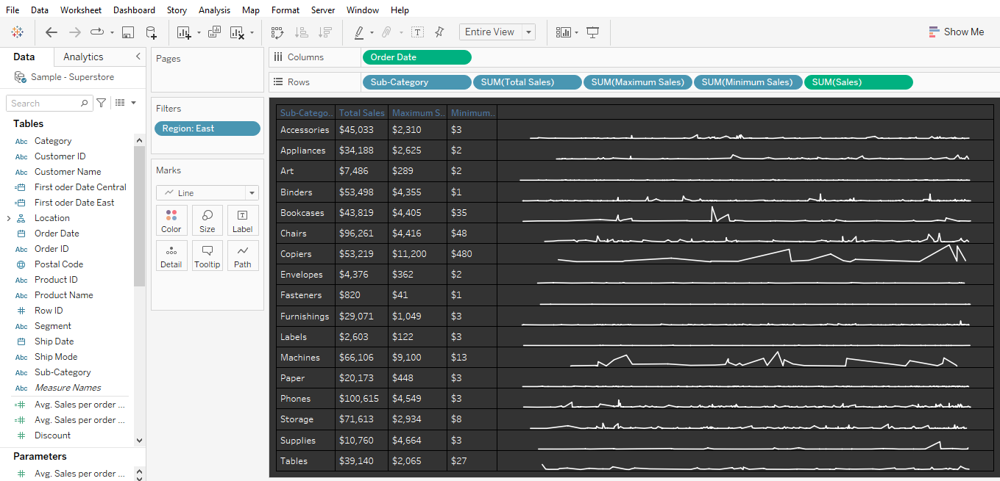 File Data Worksheet Dashboard Story Analysis Map Format Server Window Help
Entire View
Show Me
Data Analytics
Sample - Superstore
Search
Tables
Abc Category
Abc Customer ID
Abc Customer Name
First oder Date Central
First oder Date East
Location
Order Date
Abc Order ID
Postal Code
Abc Product ID
Abc Product Name
Row ID
Abc Segment
Ship Date
Abc Ship Mode
Abc Sub-Category
Abc Measure Names
Avg. Sales per order ...
Avg. Sales per order ...
Discount
Parameters
Avg. Sales per order ...
Pages
Filters
Region: East
Marks
Line
Color Size Label
Detail Tooltip Path
Columns Order Date
Rows Sub-Category SUM(Total Sales) SUM(Maximum Sales) SUM(Minimum Sales) SUM(Sales)
Sub-Catego.. Total Sales Maximum S.. Minimum..
Accessories $45,033 $2,310 $3
Appliances $34,188 $2,625 $2
Art $7,486 $289 $2
Binders $53,498 $4,355 $1
Bookcases $43,819 $4,405 $35
Chairs $96,261 $4,416 $48
Copiers $53,219 $11,200 $480
Envelopes $4,376 $362 $2
Fasteners $820 $41 $1
Furnishings $29,071 $1,049 $3
Labels $2,603 $122 $3
Machines $66,106 $9,100 $13
Paper $20,173 $448 $3
Phones $100,615 $4,549 $3
Storage $71,613 $2,934 $8
Supplies $10,760 $4,664 $3
Tables $39,140 $2,065 $27